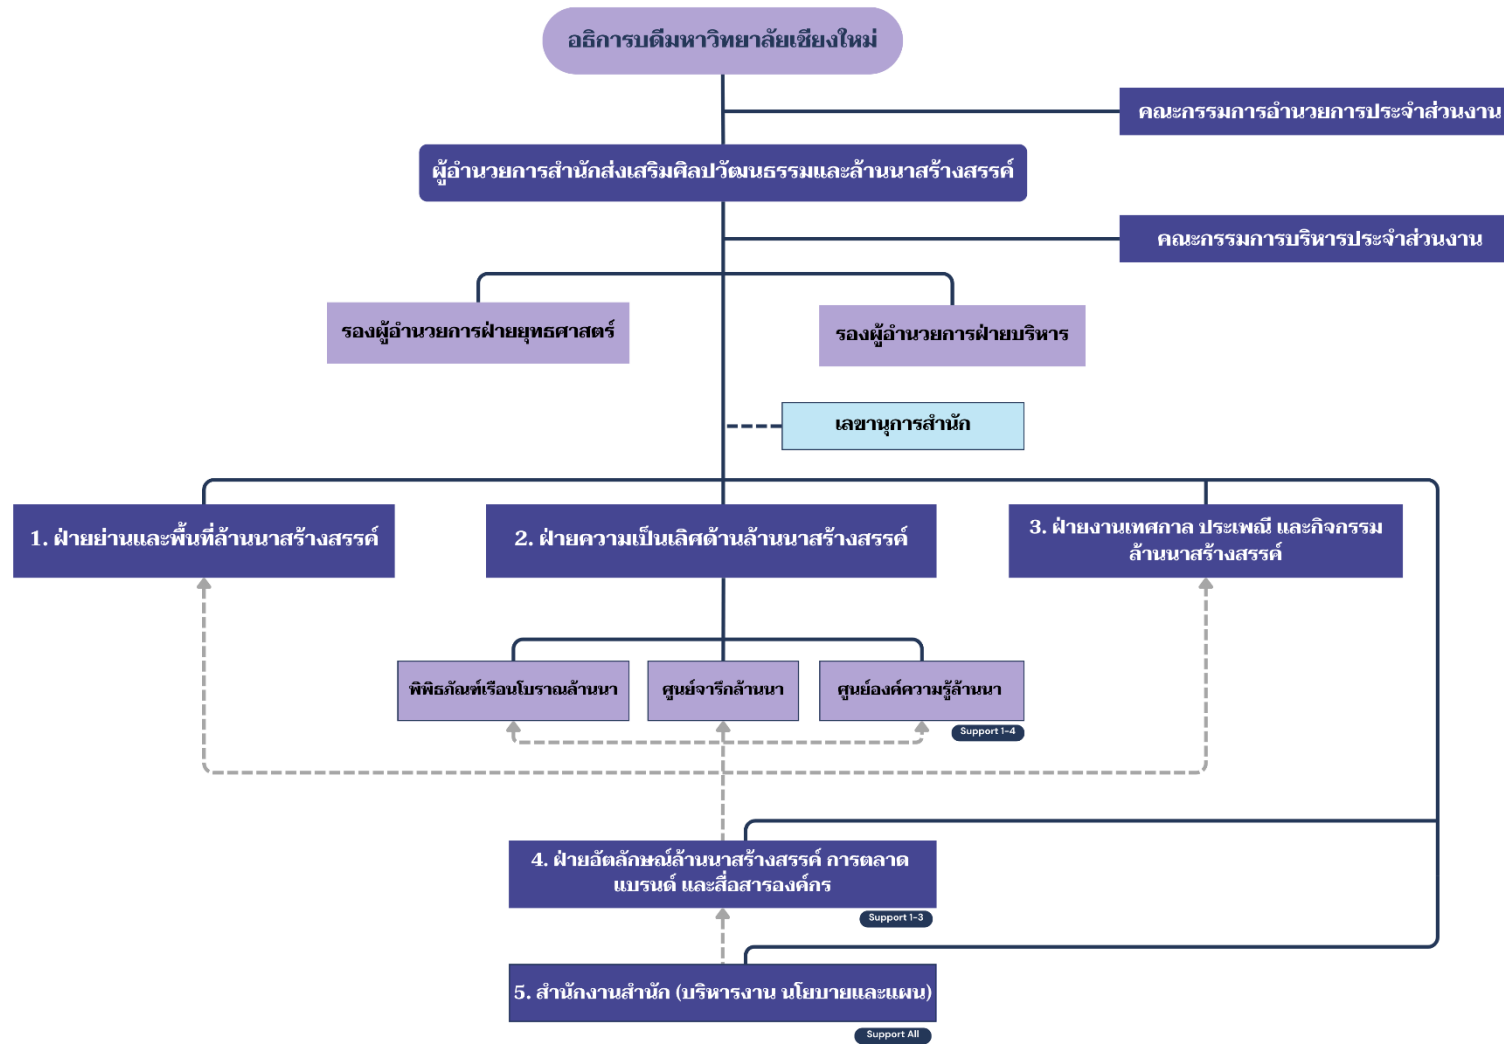 อธิการบดีมหาวิทยาลัยเชียงใหม่
คณะกรรมการอำนวยการประจำส่วนงาน
ผู้อำนวยการสำนักส่งเสริมศิลปวัฒนธรรมและล้านนาสร้างสรรค์
คณะกรรมการบริหารประจำส่วนงาน
รองผู้อำนวยการฝ่ายยุทธศาสตร์
รองผู้อำนวยการฝ่ายบริหาร
เลขานุการสำนัก
1. ฝ่ายย่านและพื้นที่ล้านนาสร้างสรรค์
2. ฝ่ายความเป็นเลิศด้านล้านนาสร้างสรรค์
3. ฝ่ายงานเทศกาล ประเพณี และกิจกรรม
ล้านนาสร้างสรรค์
พิพิธภัณฑ์เรือนโบราณล้านนา
ศูนย์จารึกล้านนา
ศูนย์องค์ความรู้ล้านนา
Support 1-4
4. ฝ่ายอัตลักษณ์ล้านนาสร้างสรรค์ การตลาด
แบรนด์ และสื่อสารองค์กร
Support 1-3
5. สำนักงานสำนัก (บริหารงาน นโยบายและแผน)
Support All